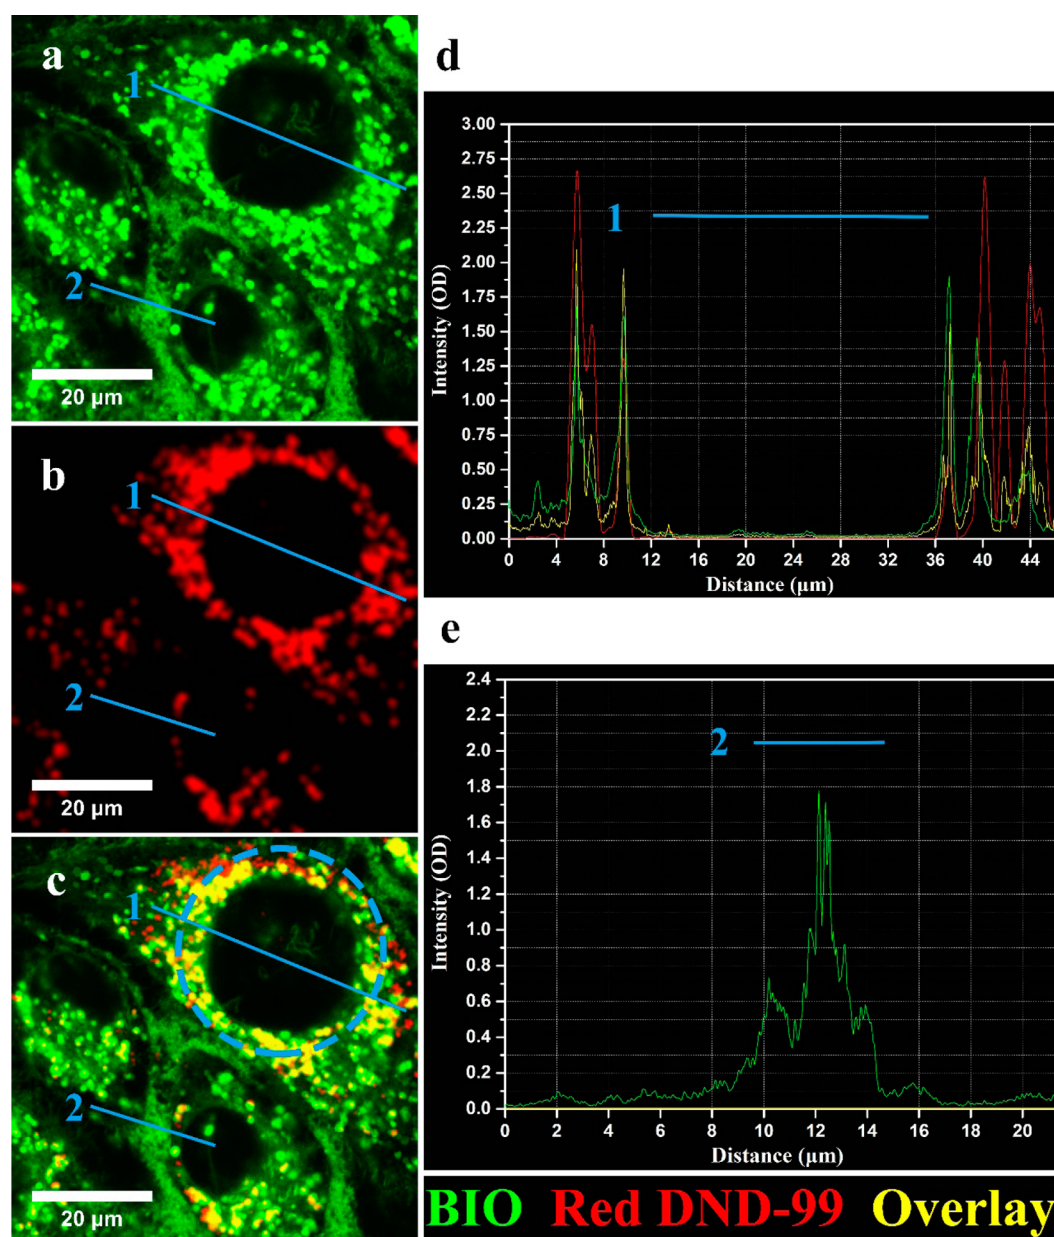 a
1
2
20 µm
b
1
2
20 µm
c
1
2
20 µm
d
3.00
2.75
2.50
2.25
2.00
1.75
1.50
1.25
1.00
0.75
0.50
0.25
0.00
Intensity (OD)
1
0 4 8 12 16 20 24 28 32 36 40 44
Distance (µm)
e
2.4
2.2
2.0
1.8
1.6
1.4
1.2
1.0
0.8
0.6
0.4
0.2
0.0
Intensity (OD)
2
0 2 4 6 8 10 12 14 16 18 20
Distance (µm)
BIO Red DND-99 Overlay